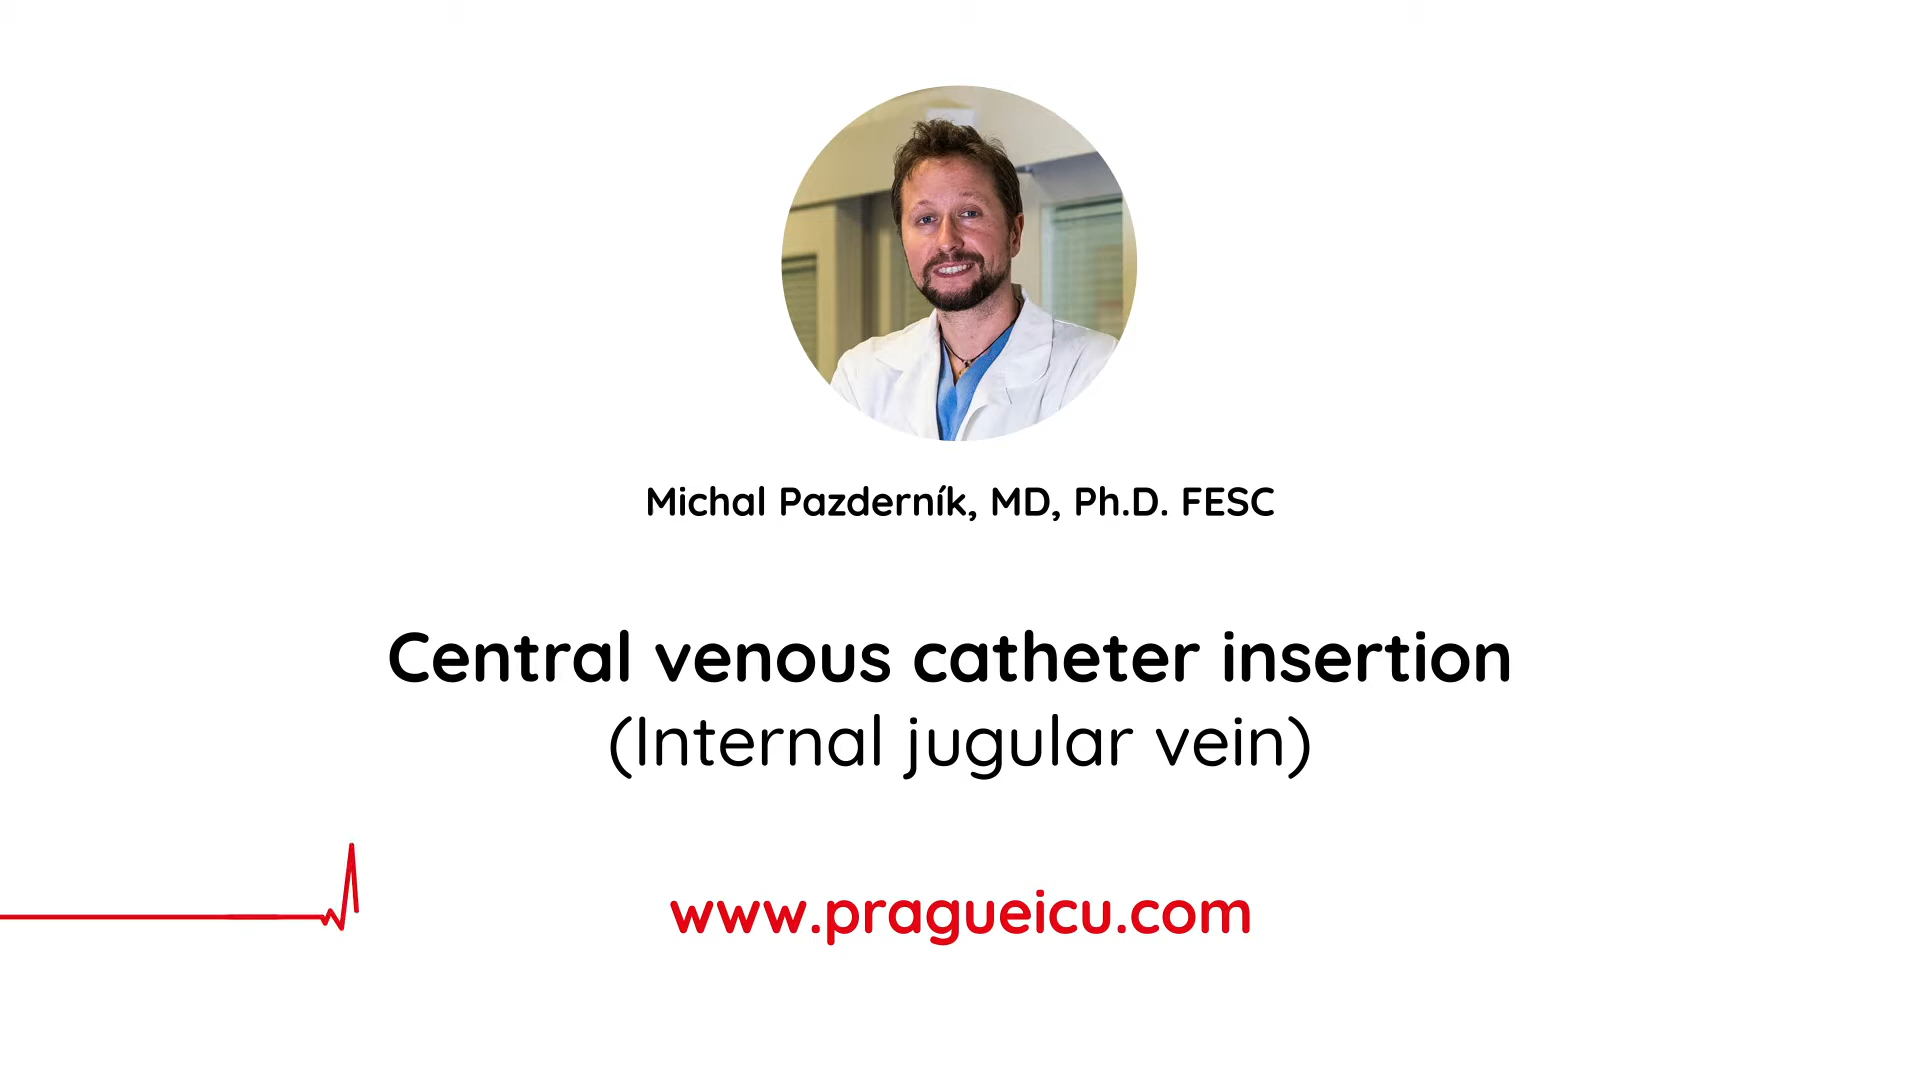 Michal Pazderník, MD, Ph.D. FESC
Central venous catheter insertion
(Internal jugular vein)
www.pragueicu.com